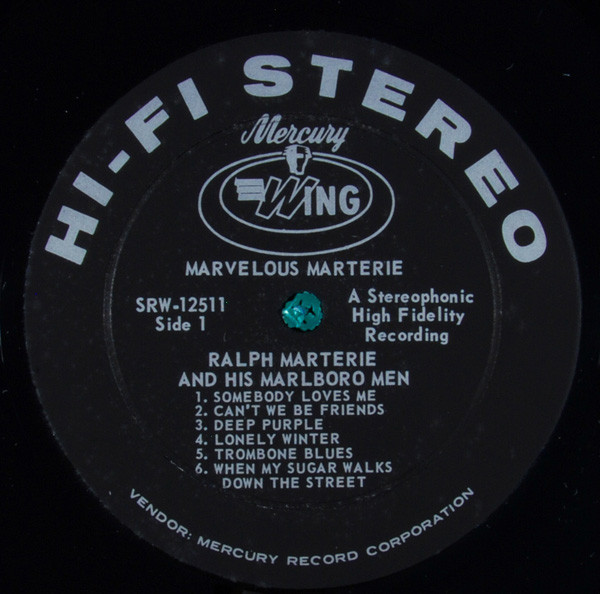 HI-FI STEREO
Mercury
WING
MARVELOUS MARTERIE
SRW-12511
Side 1
A Stereophonic
High Fidelity
Recording
RALPH MARTERIE
AND HIS MARLBORO MEN
1. SOMEBODY LOVES ME
2. CAN'T WE BE FRIENDS
3. DEEP PURPLE
4. LONELY WINTER
5. TROMBONE BLUES
6. WHEN MY SUGAR WALKS
DOWN THE STREET
VENDOR: MERCURY RECORD CORPORATION